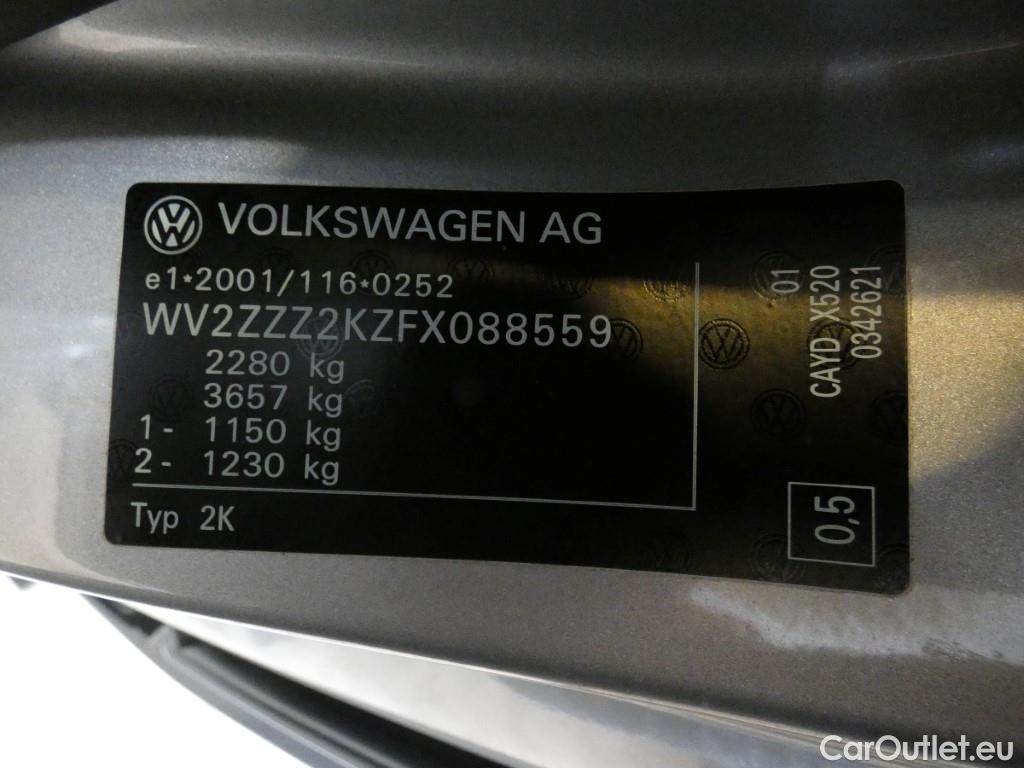 VOLKSWAGEN AG
e1*2001/116*0252
WV2ZZZ2KZFX088559
2280 kg
3657 kg
1- 1150 kg
2- 1230 kg
Typ 2K
01
CAYD X520
0342621
0,5
CarOutlet.eu